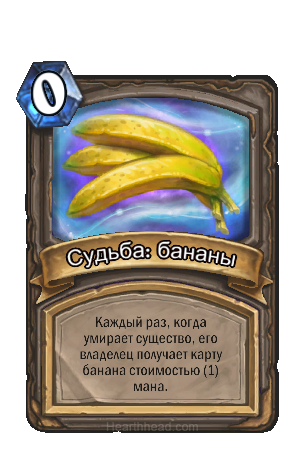 0
Судьба: бананы
Каждый раз, когда
умирает существо, его
владелец получает карту
банана стоимостью (1)
мана.
Hearthhead.com